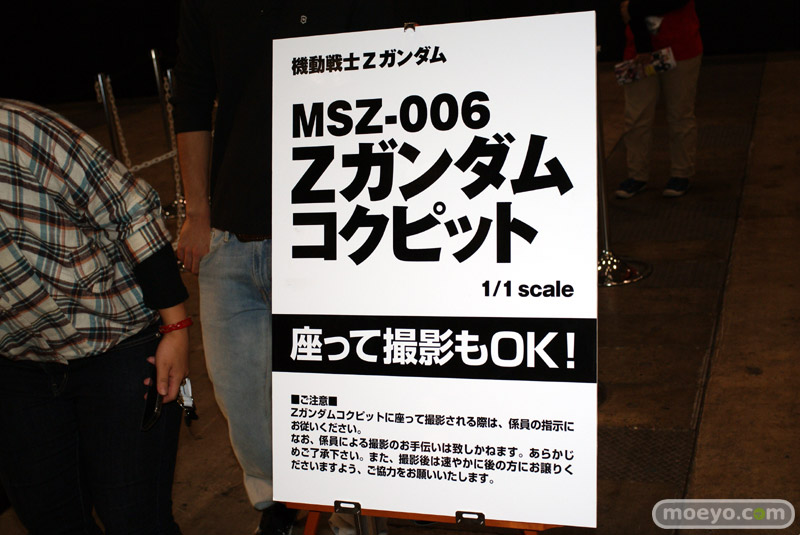 機動戦士Zガンダム
MSZ-006
Zガンダム
コクピット
1/1 scale
座って撮影もOK!
■ご注意■
Zガンダムコクピットに座って撮影される際は、係員の指示に
お従いください。
なお、係員による撮影のお手伝いは致しかねます。あらかじ
めご了承下さい。また、撮影後は速やかに後の方にお譲りく
ださいますよう、ご協力をお願いいたします。
moeyo.com